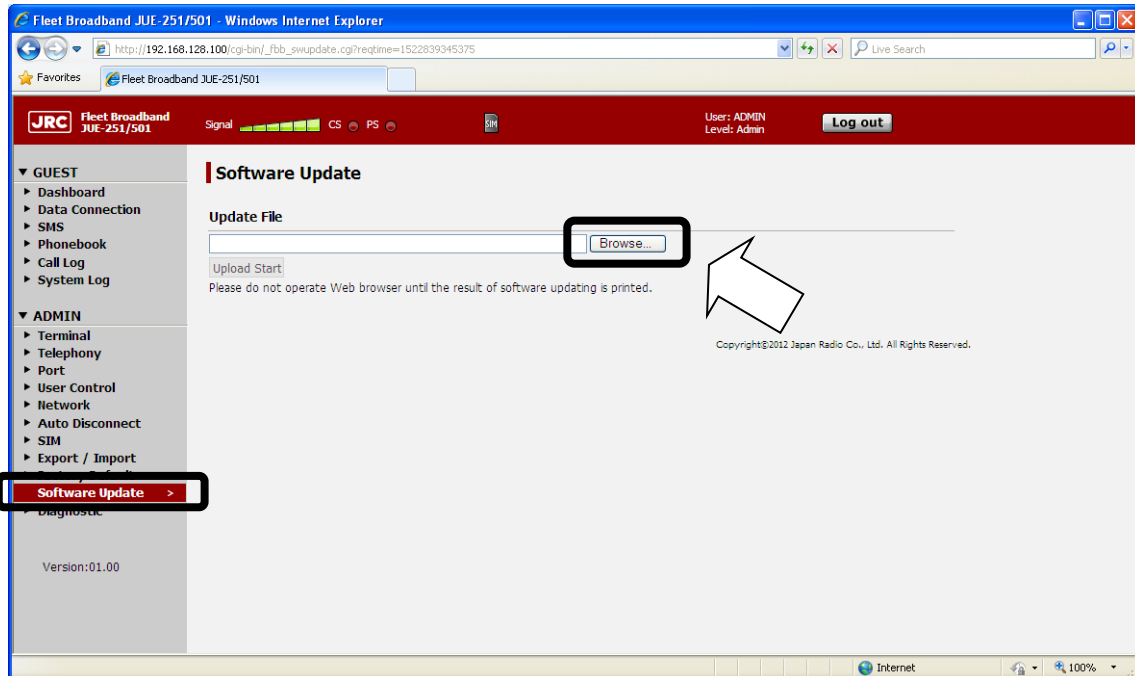 Fleet Broadband JUE-251/501 - Windows Internet Explorer
http://192.168.128.100/cgi-bin/_fbb_swupdate.cgi?reqtime=1522839345375
Live Search
Favorites
Fleet Broadband JUE-251/501
JRC Fleet Broadband JUE-251/501
Signal CS PS
SIM
User: ADMIN
Level: Admin
Log out
▼ GUEST
Dashboard
Data Connection
SMS
Phonebook
Call Log
System Log
▼ ADMIN
Terminal
Telephony
Port
User Control
Network
Auto Disconnect
SIM
Export / Import
Software Update >
Diagnostic
Version:01.00
Software Update
Update File
Browse...
Upload Start
Please do not operate Web browser until the result of software updating is printed.
Copyright©2012 Japan Radio Co., Ltd. All Rights Reserved.
Internet
100%